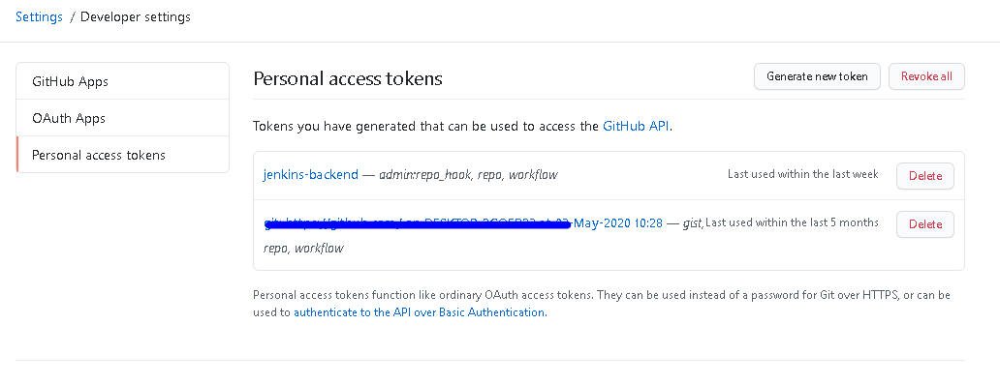 Settings / Developer settings
GitHub Apps
OAuth Apps
Personal access tokens
Personal access tokens
Generate new token
Revoke all
Tokens you have generated that can be used to access the GitHub API.
jenkins-backend — admin:repo_hook, repo, workflow
Last used within the last week
Delete
-May-2020 10:28 — gist,
Last used within the last 5 months
Delete
repo, workflow
Personal access tokens function like ordinary OAuth access tokens. They can be used instead of a password for Git over HTTPS, or can be
used to authenticate to the API over Basic Authentication.